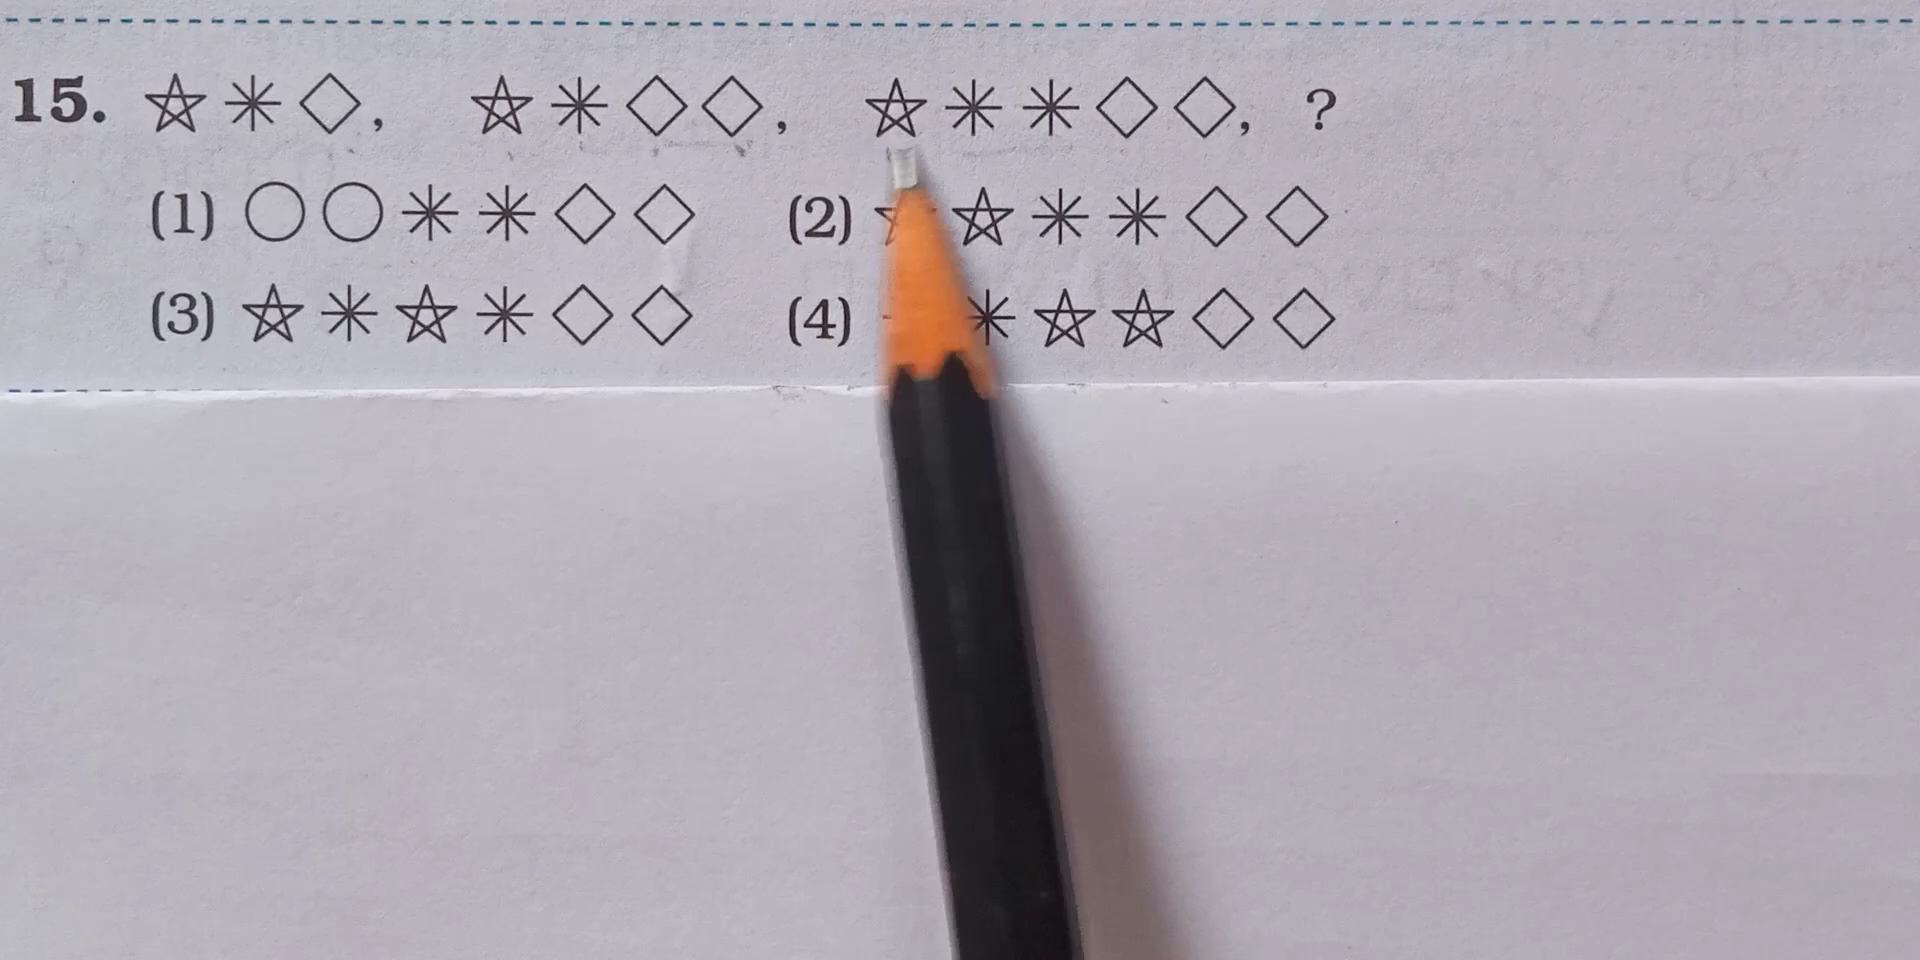 15. ☆ ✳ ◇, ☆ ✳ ◇ ◇, ☆ ✳ ✳ ◇ ◇, ?
(1) ○ ○ ✳ ✳ ◇ ◇ (2) ☆ ☆ ✳ ✳ ◇ ◇
(3) ☆ ✳ ☆ ✳ ◇ ◇ (4) ✳ ☆ ☆ ◇ ◇